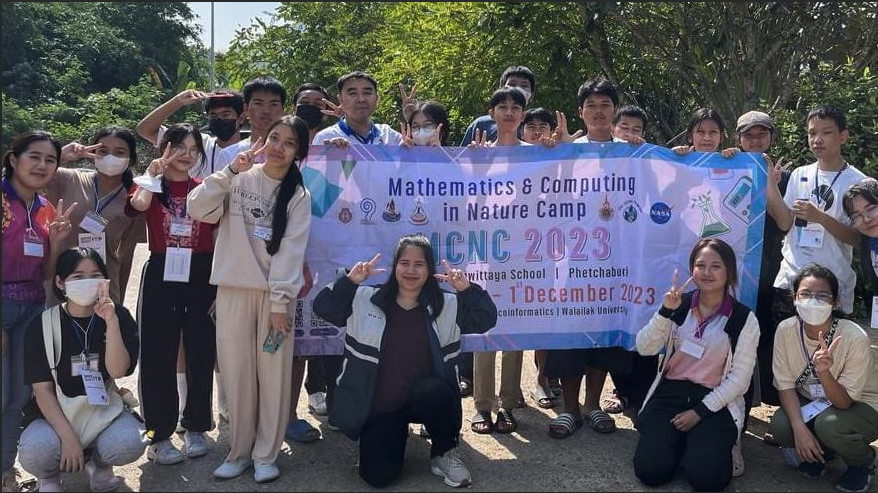 Mathematics & Computing
in Nature Camp
MCNC 2023
wittaya School | Phetchaburi
- 1st December 2023
coinformatics | Walailak University
NASA